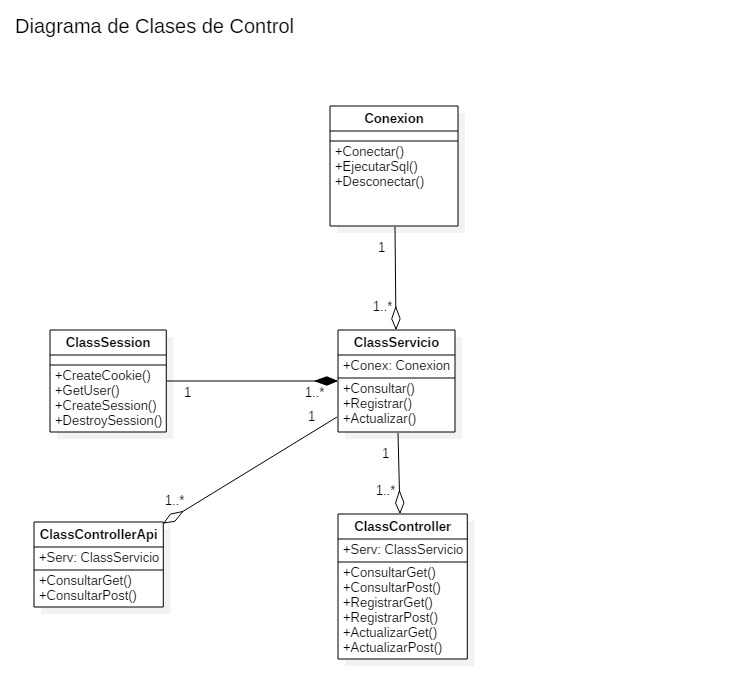 Diagrama de Clases de Control
Conexion
+Conectar()
+EjecutarSql()
+Desconectar()
1
1..*
ClassSession
+CreateCookie()
+GetUser()
+CreateSession()
+DestroySession()
1
1..*
ClassServicio
+Conex: Conexion
+Consultar()
+Registrar()
+Actualizar()
1
1..*
1
1..*
ClassControllerApi
+Serv: ClassServicio
+ConsultarGet()
+ConsultarPost()
ClassController
+Serv: ClassServicio
+ConsultarGet()
+ConsultarPost()
+RegistrarGet()
+RegistrarPost()
+ActualizarGet()
+ActualizarPost()